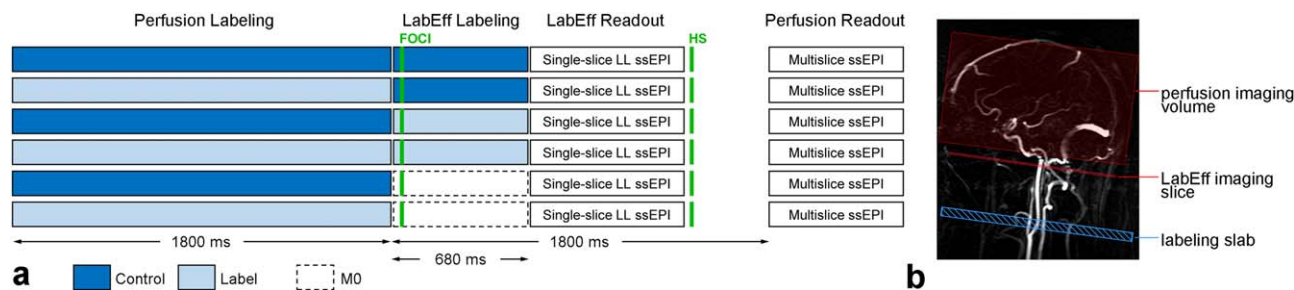 Perfusion Labeling LabEff Labeling LabEff Readout Perfusion Readout
FOCI HS
Single-slice LL ssEPI Multislice ssEPI
Single-slice LL ssEPI Multislice ssEPI
Single-slice LL ssEPI Multislice ssEPI
Single-slice LL ssEPI Multislice ssEPI
Single-slice LL ssEPI Multislice ssEPI
Single-slice LL ssEPI Multislice ssEPI
1800 ms 1800 ms
680 ms
a Control Label M0
perfusion imaging
volume
LabEff imaging
slice
labeling slab
b